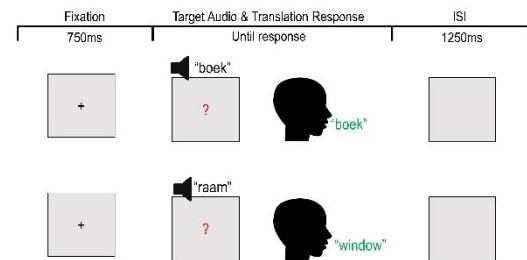 Fixation Target Audio & Translation Response ISI
750ms Until response 1250ms
"boek"
+ ? "boek"
"raam"
+ ? "window"